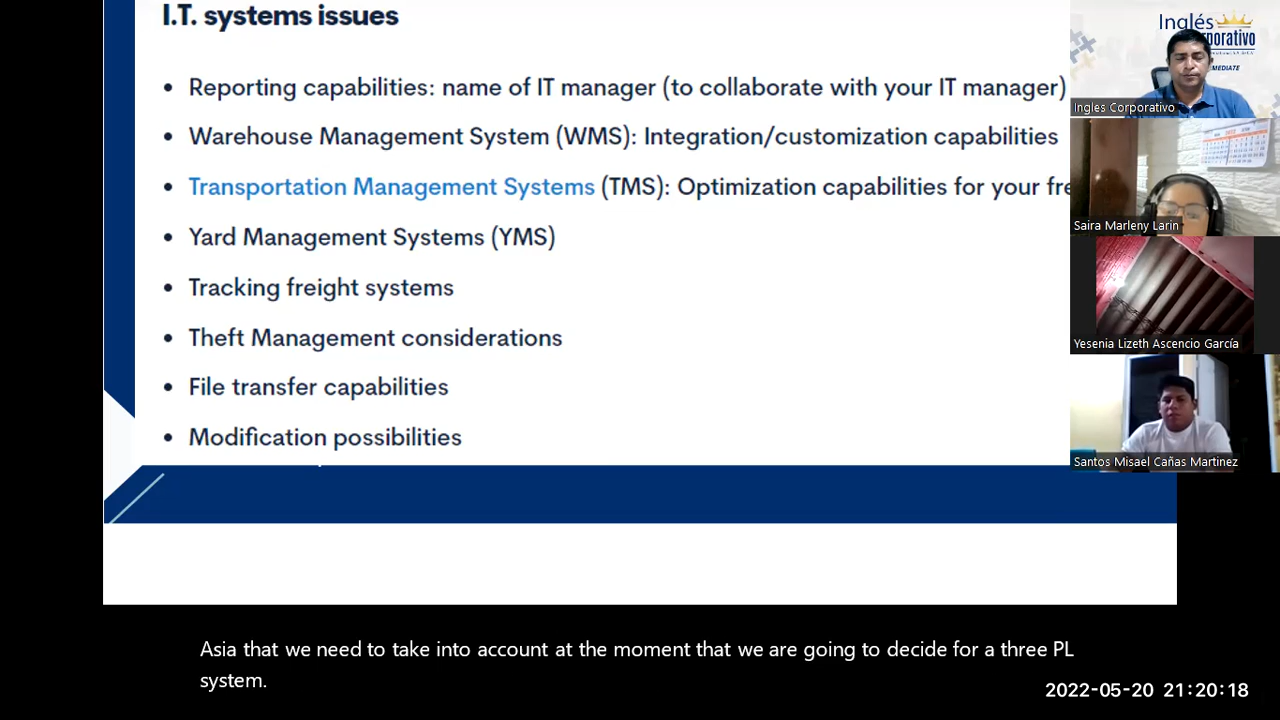 I.T. systems issues
• Reporting capabilities: name of IT manager (to collaborate with your IT manager)
• Warehouse Management System (WMS): Integration/customization capabilities
• Transportation Management Systems (TMS): Optimization capabilities for your fre
• Yard Management Systems (YMS)
• Tracking freight systems
• Theft Management considerations
• File transfer capabilities
• Modification possibilities
Inglés
rporativo
MEDIATE
Ingles Corporativo
Saira Marleny Larin
Yesenia Lizeth Ascencio García
Santos Misael Cañas Martinez
Asia that we need to take into account at the moment that we are going to decide for a three PL
system.
2022-05-20 21:20:18